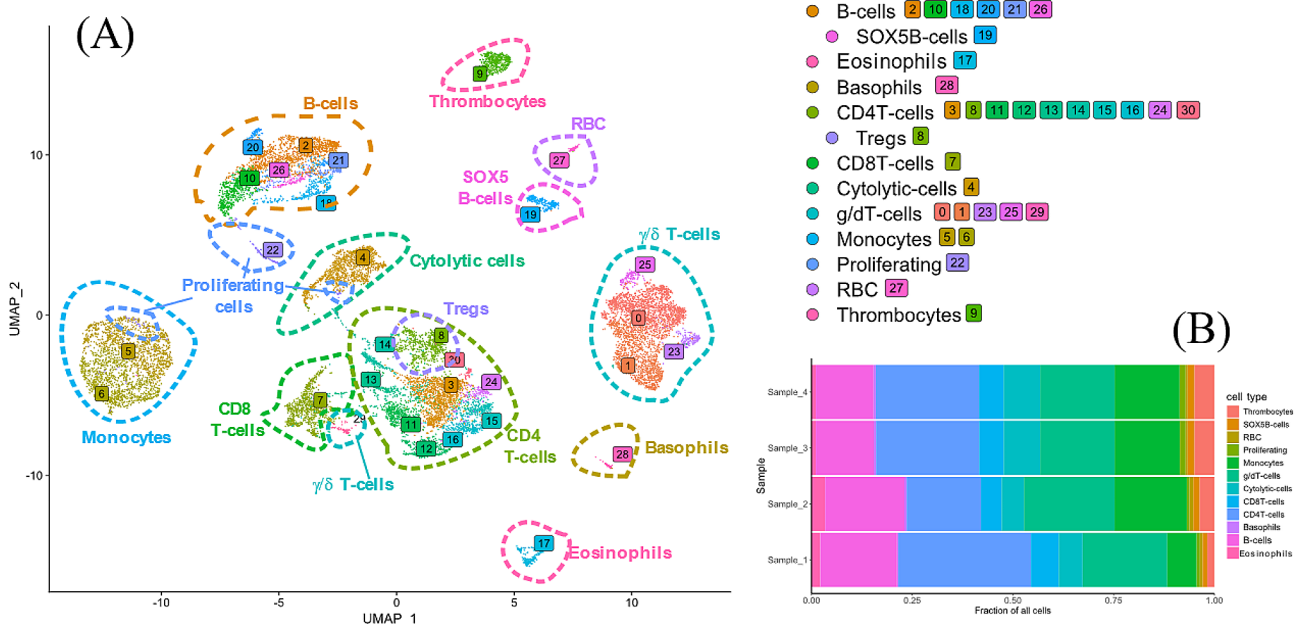 (A)
B-cells
20
2
21
26
10
18
Thrombocytes
9
RBC
27
SOX5
B-cells
19
22
Proliferating
cells
4
Cytolytic cells
γ/δ T-cells
25
0
23
1
5
6
Monocytes
Tregs
14
8
30
13
3
24
11
15
16
12
CD4
T-cells
CD8
T-cells
7
29
γ/δ T-cells
Basophils
28
17
Eosinophils
10
0
-10
UMAP_2
-10
-5
0
5
10
UMAP_1
B-cells 2 10 18 20 21 26
SOX5B-cells 19
Eosinophils 17
Basophils 28
CD4T-cells 3 8 11 12 13 14 15 16 24 30
Tregs 8
CD8T-cells 7
Cytolytic-cells 4
g/dT-cells 0 1 23 25 29
Monocytes 5 6
Proliferating 22
RBC 27
Thrombocytes 9
(B)
Sample_4
Sample_3
Sample_2
Sample_1
Sample
0.00
0.25
0.50
0.75
1.00
Fraction of all cells
cell type
Thrombocytes
SOX5B-cells
RBC
Proliferating
Monocytes
g/dT-cells
Cytolytic-cells
CD8T-cells
CD4T-cells
Basophils
B-cells
Eosinophils